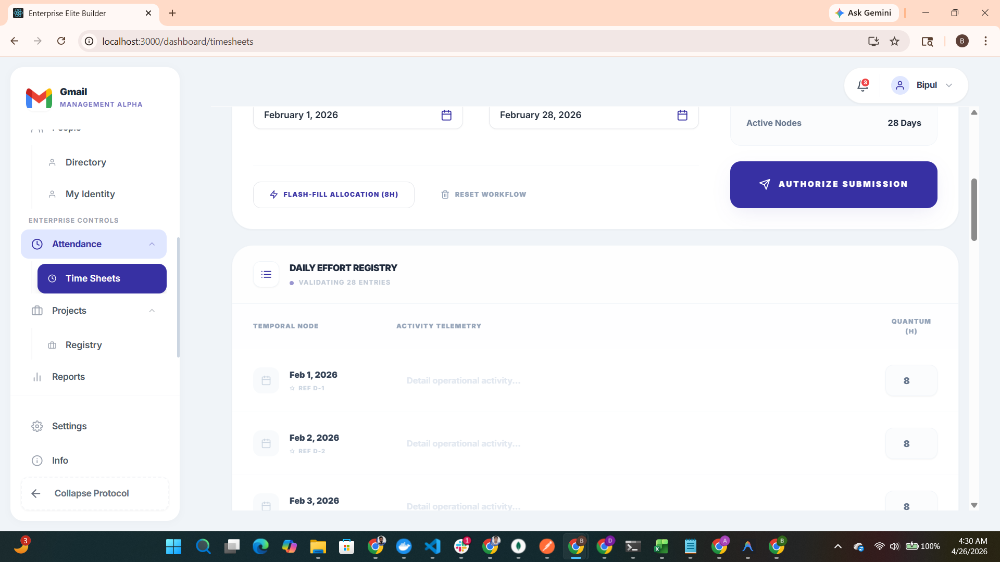 Enterprise Elite Builder
Ask Gemini
localhost:3000/dashboard/timesheets
B
Gmail
MANAGEMENT ALPHA
3
Bipul
People
Directory
My Identity
ENTERPRISE CONTROLS
Attendance
Time Sheets
Projects
Registry
Reports
Settings
Info
Collapse Protocol
February 1, 2026
February 28, 2026
Active Nodes
28 Days
FLASH-FILL ALLOCATION (8H)
RESET WORKFLOW
AUTHORIZE SUBMISSION
DAILY EFFORT REGISTRY
VALIDATING 28 ENTRIES
TEMPORAL NODE
ACTIVITY TELEMETRY
QUANTUM
(H)
Feb 1, 2026
REF D-1
Detail operational activity...
8
Feb 2, 2026
REF D-2
Detail operational activity...
8
Feb 3, 2026
Detail operational activity...
8
3
1
B
D
A
B
100%
4:30 AM
4/26/2026